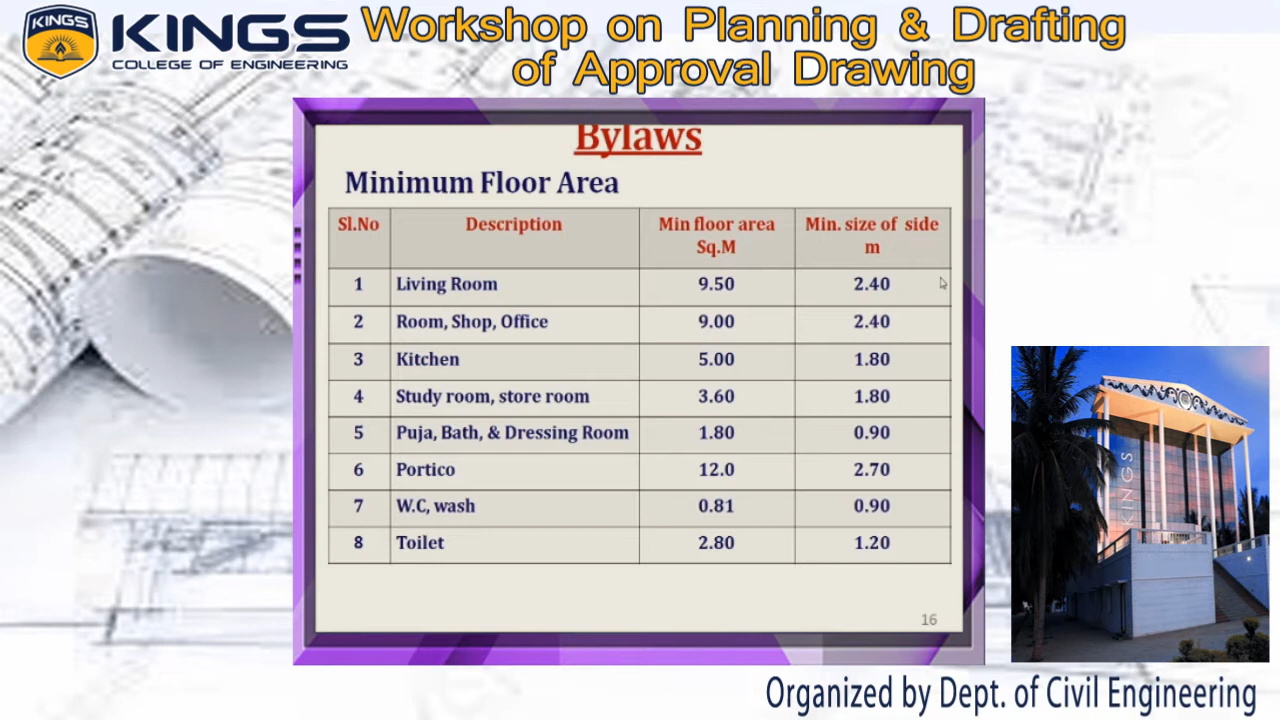 KINGS
KINGS
COLLEGE OF ENGINEERING
Workshop on Planning & Drafting
of Approval Drawing
Bylaws
Minimum Floor Area
Sl.No Description Min floor area Sq.M Min. size of side m
1 Living Room 9.50 2.40
2 Room, Shop, Office 9.00 2.40
3 Kitchen 5.00 1.80
4 Study room, store room 3.60 1.80
5 Puja, Bath, & Dressing Room 1.80 0.90
6 Portico 12.0 2.70
7 W.C, wash 0.81 0.90
8 Toilet 2.80 1.20
16
KINGS
Organized by Dept. of Civil Engineering